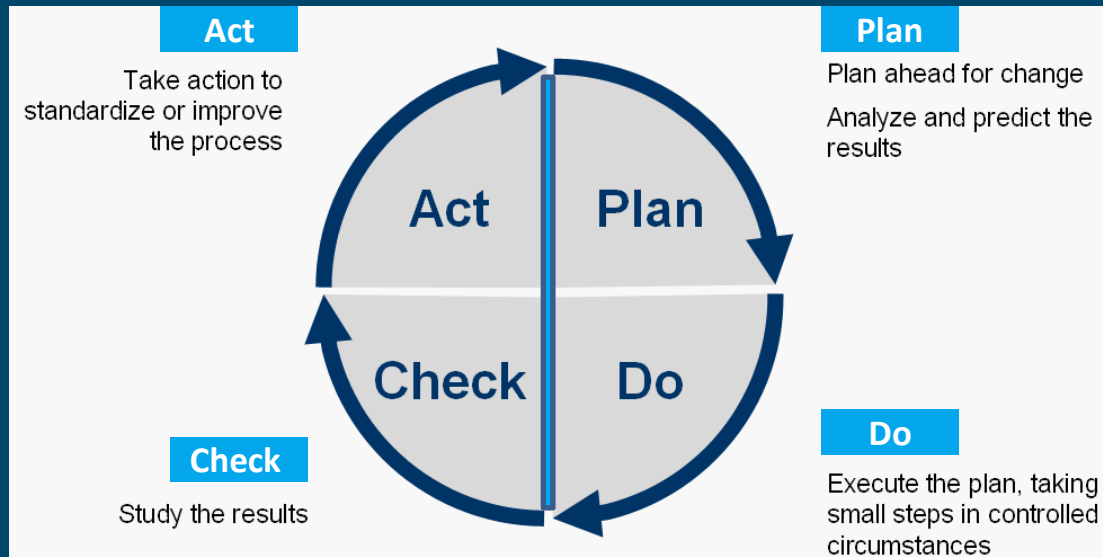 Act
Take action to
standardize or improve
the process
Plan
Plan ahead for change
Analyze and predict the
results
Act
Plan
Check
Do
Check
Study the results
Do
Execute the plan, taking
small steps in controlled
circumstances